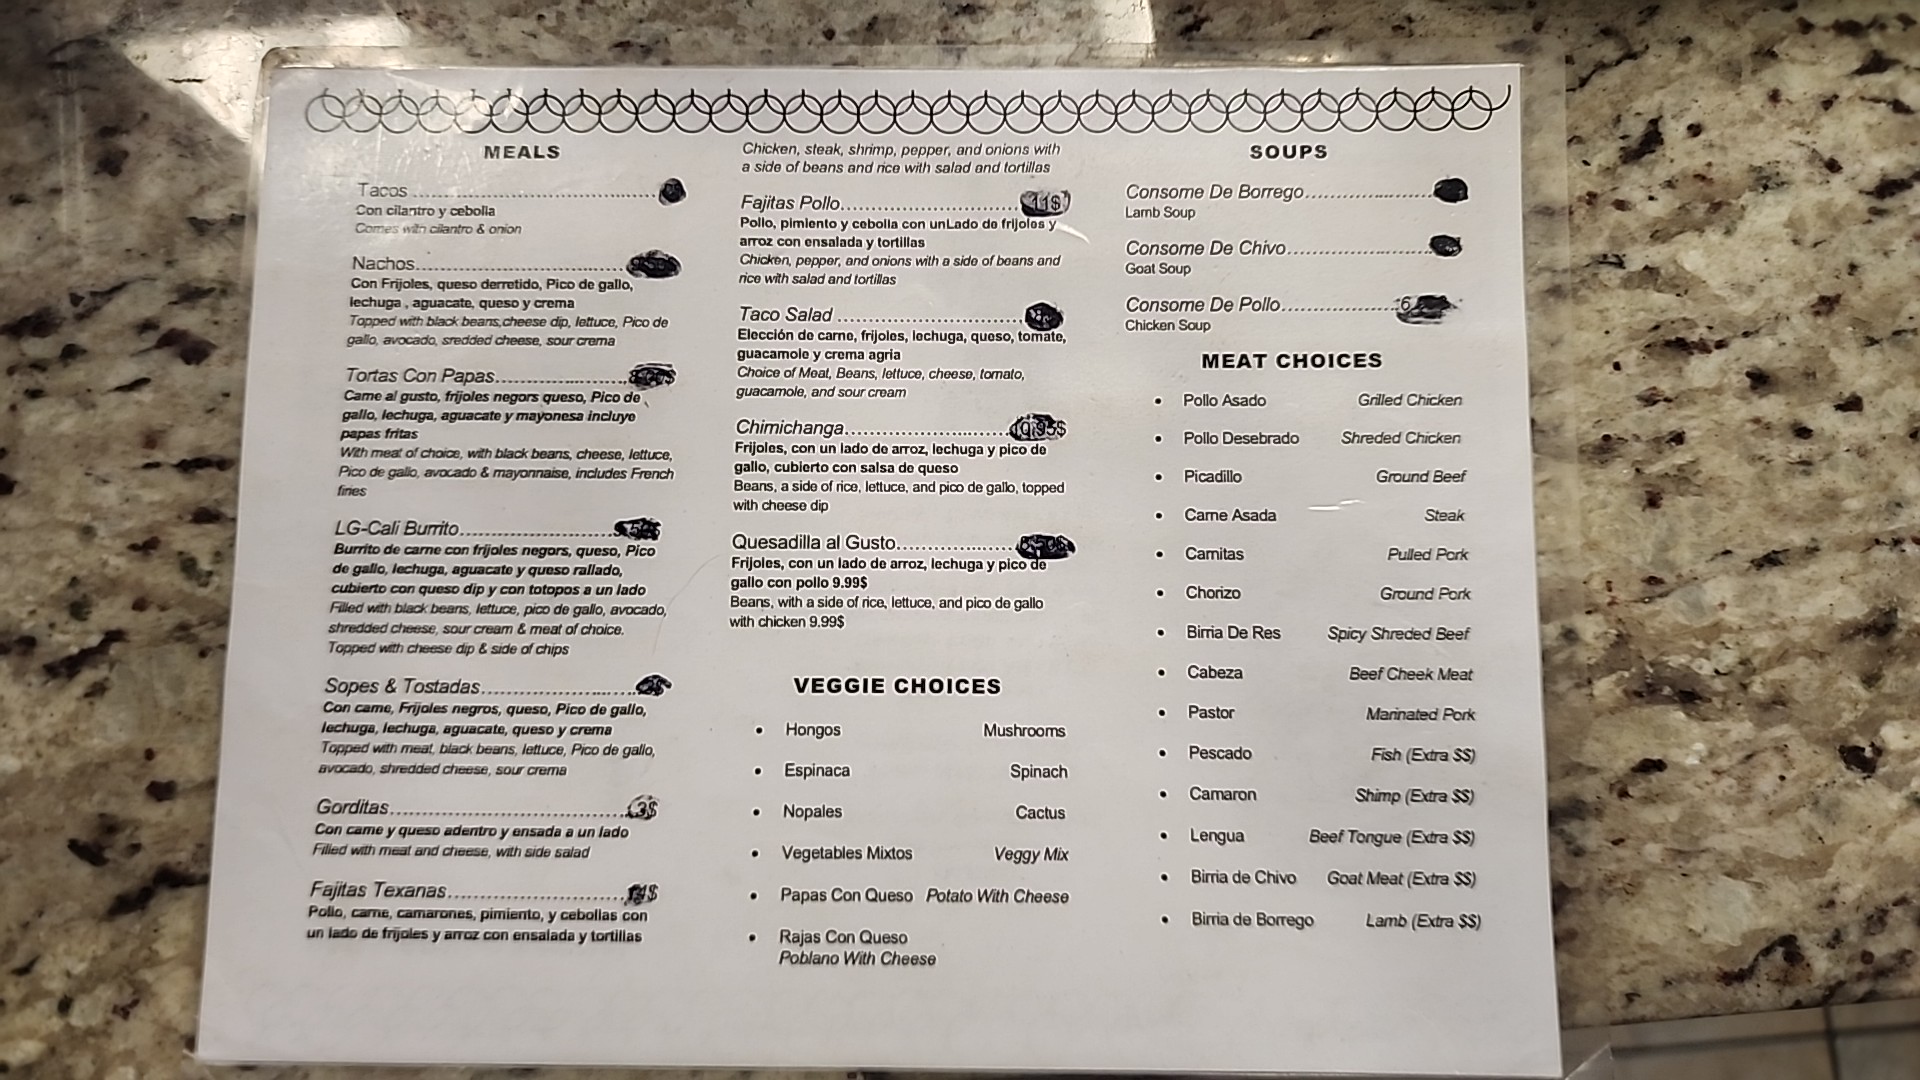 MEALS
Tacos
Con cilantro y cebolla
Comes with cilantro & onion
Nachos
Con Frijoles, queso derretido, Pico de gallo,
lechuga , aguacate, queso y crema
Topped with black beans,cheese dip, lettuce, Pico de
gallo, avocado, sredded cheese, sour crema
Tortas Con Papas
Carne al gusto, frijoles negors queso, Pico de
gallo, lechuga, aguacate y mayonesa incluye
papas fritas
With meat of choice, with black beans, cheese, lettuce,
Pico de gallo, avocado & mayonnaise, includes French
fries
LG-Cali Burrito
Burrito de carne con frijoles negors, queso, Pico
de gallo, lechuga, aguacate y queso rallado,
cubierto con queso dip y con totopos a un lado
Filled with black beans, lettuce, pico de gallo, avocado,
shredded cheese, sour cream & meat of choice.
Topped with cheese dip & side of chips
Sopes & Tostadas
Con carne, Frijoles negros, queso, Pico de gallo,
lechuga, lechuga, aguacate, queso y crema
Topped with meat, black beans, lettuce, Pico de gallo,
avocado, shredded cheese, sour crema
Gorditas 3$
Con carne y queso adentro y ensada a un lado
Filled with meat and cheese, with side salad
Fajitas Texanas
Pollo, carne, camarones, pimiento, y cebollas con
un lado de frijoles y arroz con ensalada y tortillas
Chicken, steak, shrimp, pepper, and onions with
a side of beans and rice with salad and tortillas
Fajitas Pollo 11$
Pollo, pimiento y cebolla con unLado de frijoles y
arroz con ensalada y tortillas
Chicken, pepper, and onions with a side of beans and
rice with salad and tortillas
Taco Salad
Elección de carne, frijoles, lechuga, queso, tomate,
guacamole y crema agria
Choice of Meat, Beans, lettuce, cheese, tomato,
guacamole, and sour cream
Chimichanga 10.95$
Frijoles, con un lado de arroz, lechuga y pico de
gallo, cubierto con salsa de queso
Beans, a side of rice, lettuce, and pico de gallo, topped
with cheese dip
Quesadilla al Gusto
Frijoles, con un lado de arroz, lechuga y pico de
gallo con pollo 9.99$
Beans, with a side of rice, lettuce, and pico de gallo
with chicken 9.99$
VEGGIE CHOICES
• Hongos Mushrooms
• Espinaca Spinach
• Nopales Cactus
• Vegetables Mixtos Veggy Mix
• Papas Con Queso Potato With Cheese
• Rajas Con Queso
Poblano With Cheese
SOUPS
Consome De Borrego
Lamb Soup
Consome De Chivo
Goat Soup
Consome De Pollo
Chicken Soup
MEAT CHOICES
• Pollo Asado Grilled Chicken
• Pollo Desebrado Shreded Chicken
• Picadillo Ground Beef
• Carne Asada Steak
• Carnitas Pulled Pork
• Chorizo Ground Pork
• Birria De Res Spicy Shreded Beef
• Cabeza Beef Cheek Meat
• Pastor Marinated Pork
• Pescado Fish (Extra $$)
• Camaron Shimp (Extra $$)
• Lengua Beef Tongue (Extra $$)
• Birria de Chivo Goat Meat (Extra $$)
• Birria de Borrego Lamb (Extra $$)